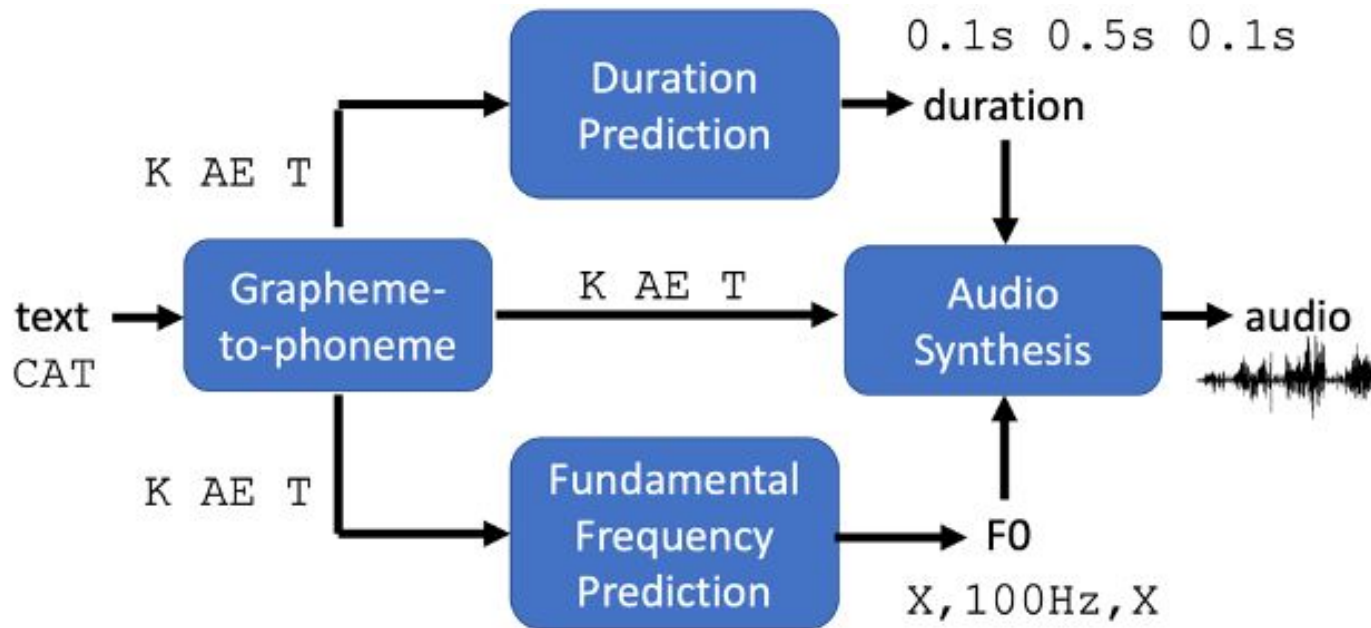 0.1s 0.5s 0.1s
Duration
Prediction
duration
K AE T
Grapheme-
to-phoneme
K AE T
Audio
Synthesis
text
CAT
audio
K AE T
Fundamental
Frequency
Prediction
F0
X,100Hz,X